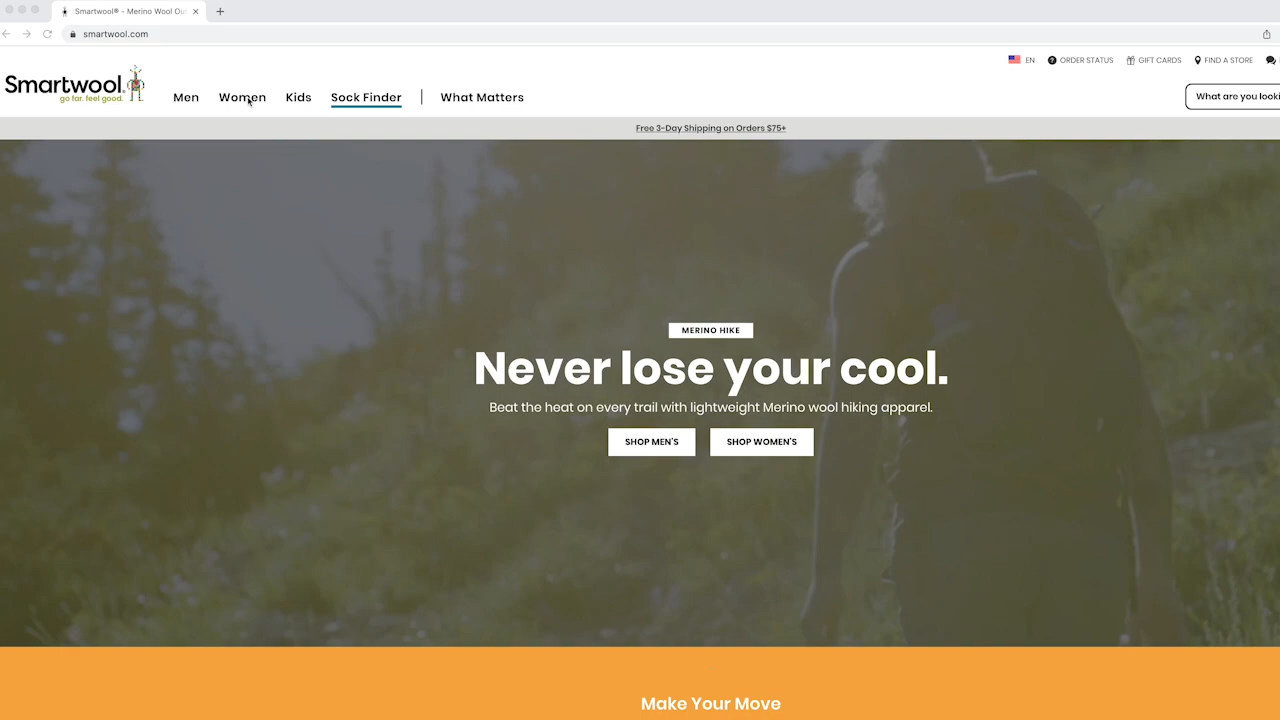 Smartwool® - Merino Wool Ou
smartwool.com
EN
ORDER STATUS
GIFT CARDS
FIND A STORE
Smartwool
go far. feel good.
Men
Women
Kids
Sock Finder
What Matters
What are you looki
Free 3-Day Shipping on Orders $75+
MERINO HIKE
Never lose your cool.
Beat the heat on every trail with lightweight Merino wool hiking apparel.
SHOP MEN'S
SHOP WOMEN'S
Make Your Move